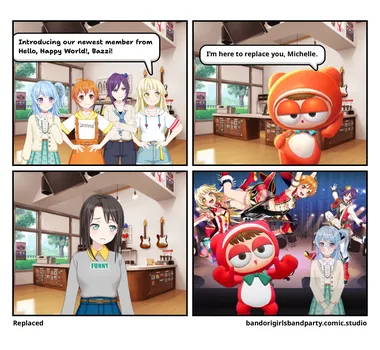 Introducing our newest member from
Hello, Happy World!, Bazzi!
I'm here to replace you, Michelle.
FUNNY
Replaced
bandorigirlsbandparty.comic.studio